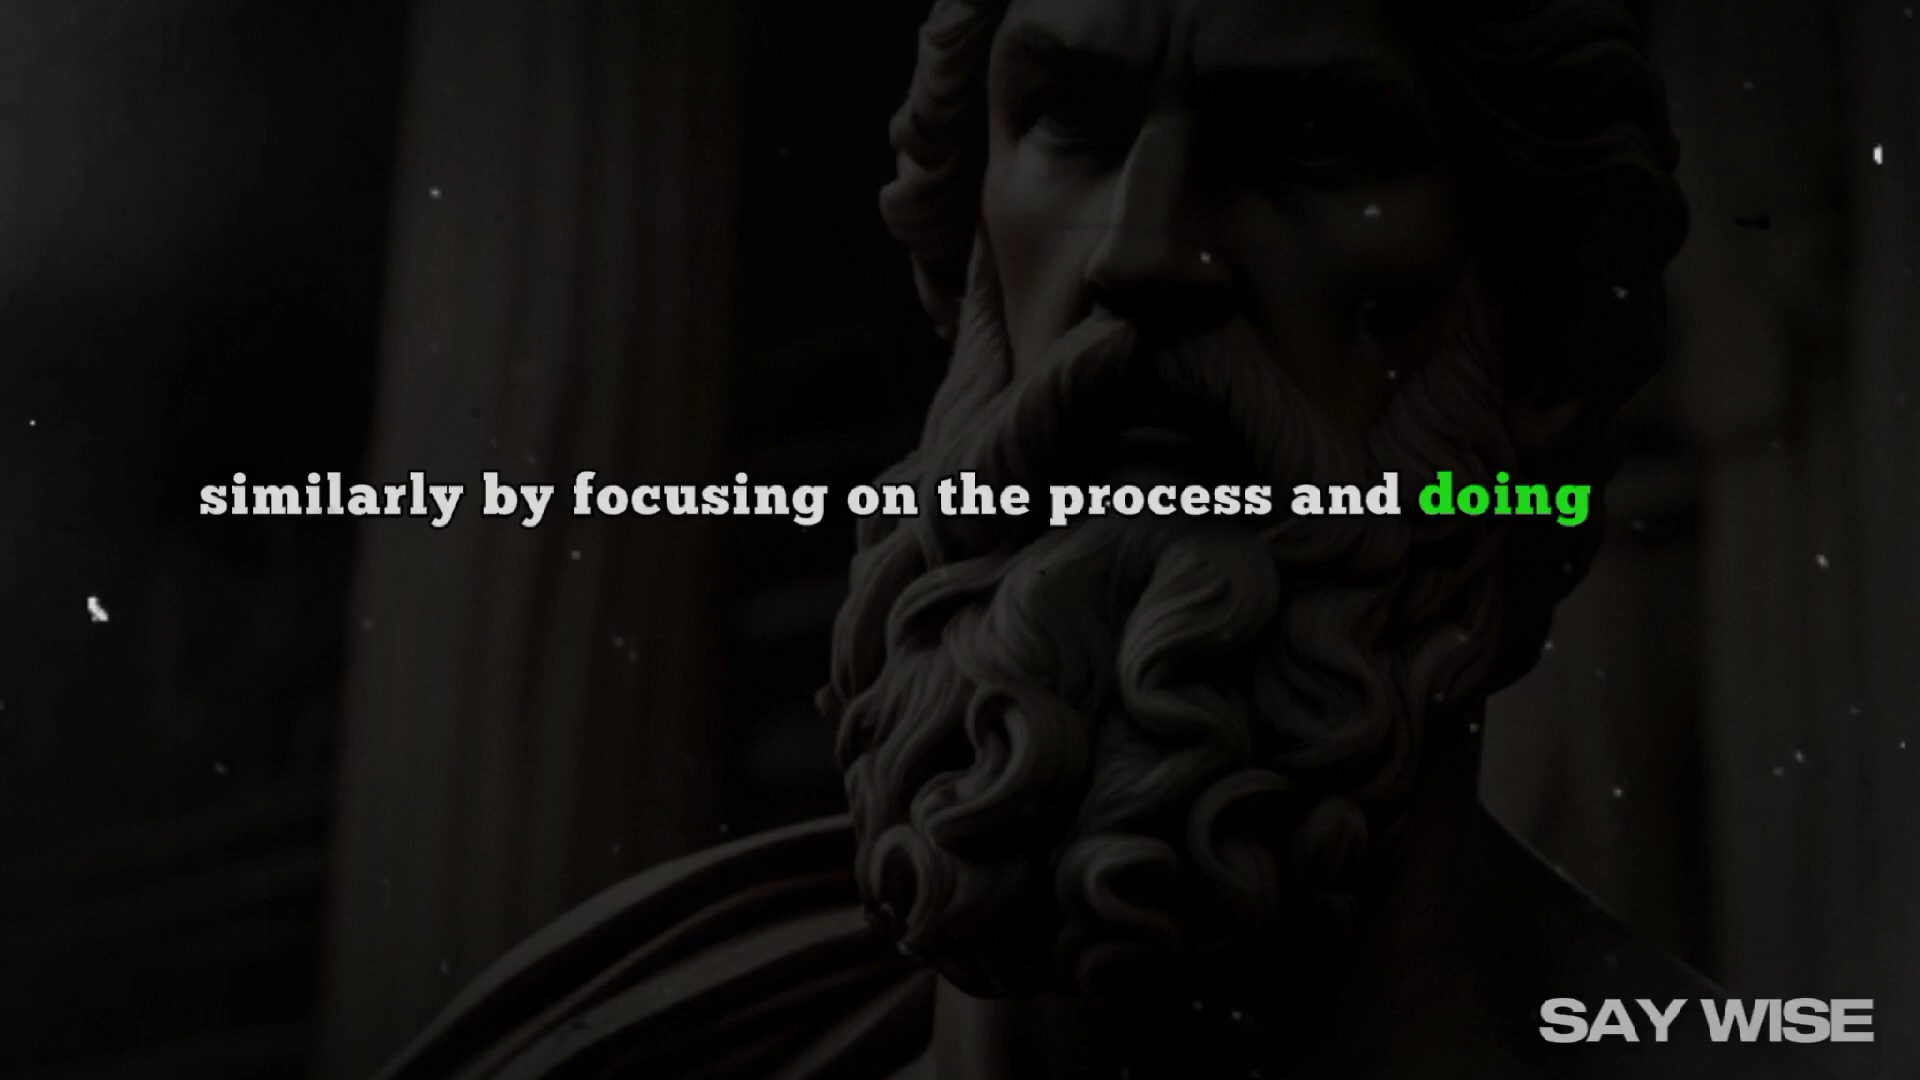 similarly by focusing on the process and doing
SAY WISE